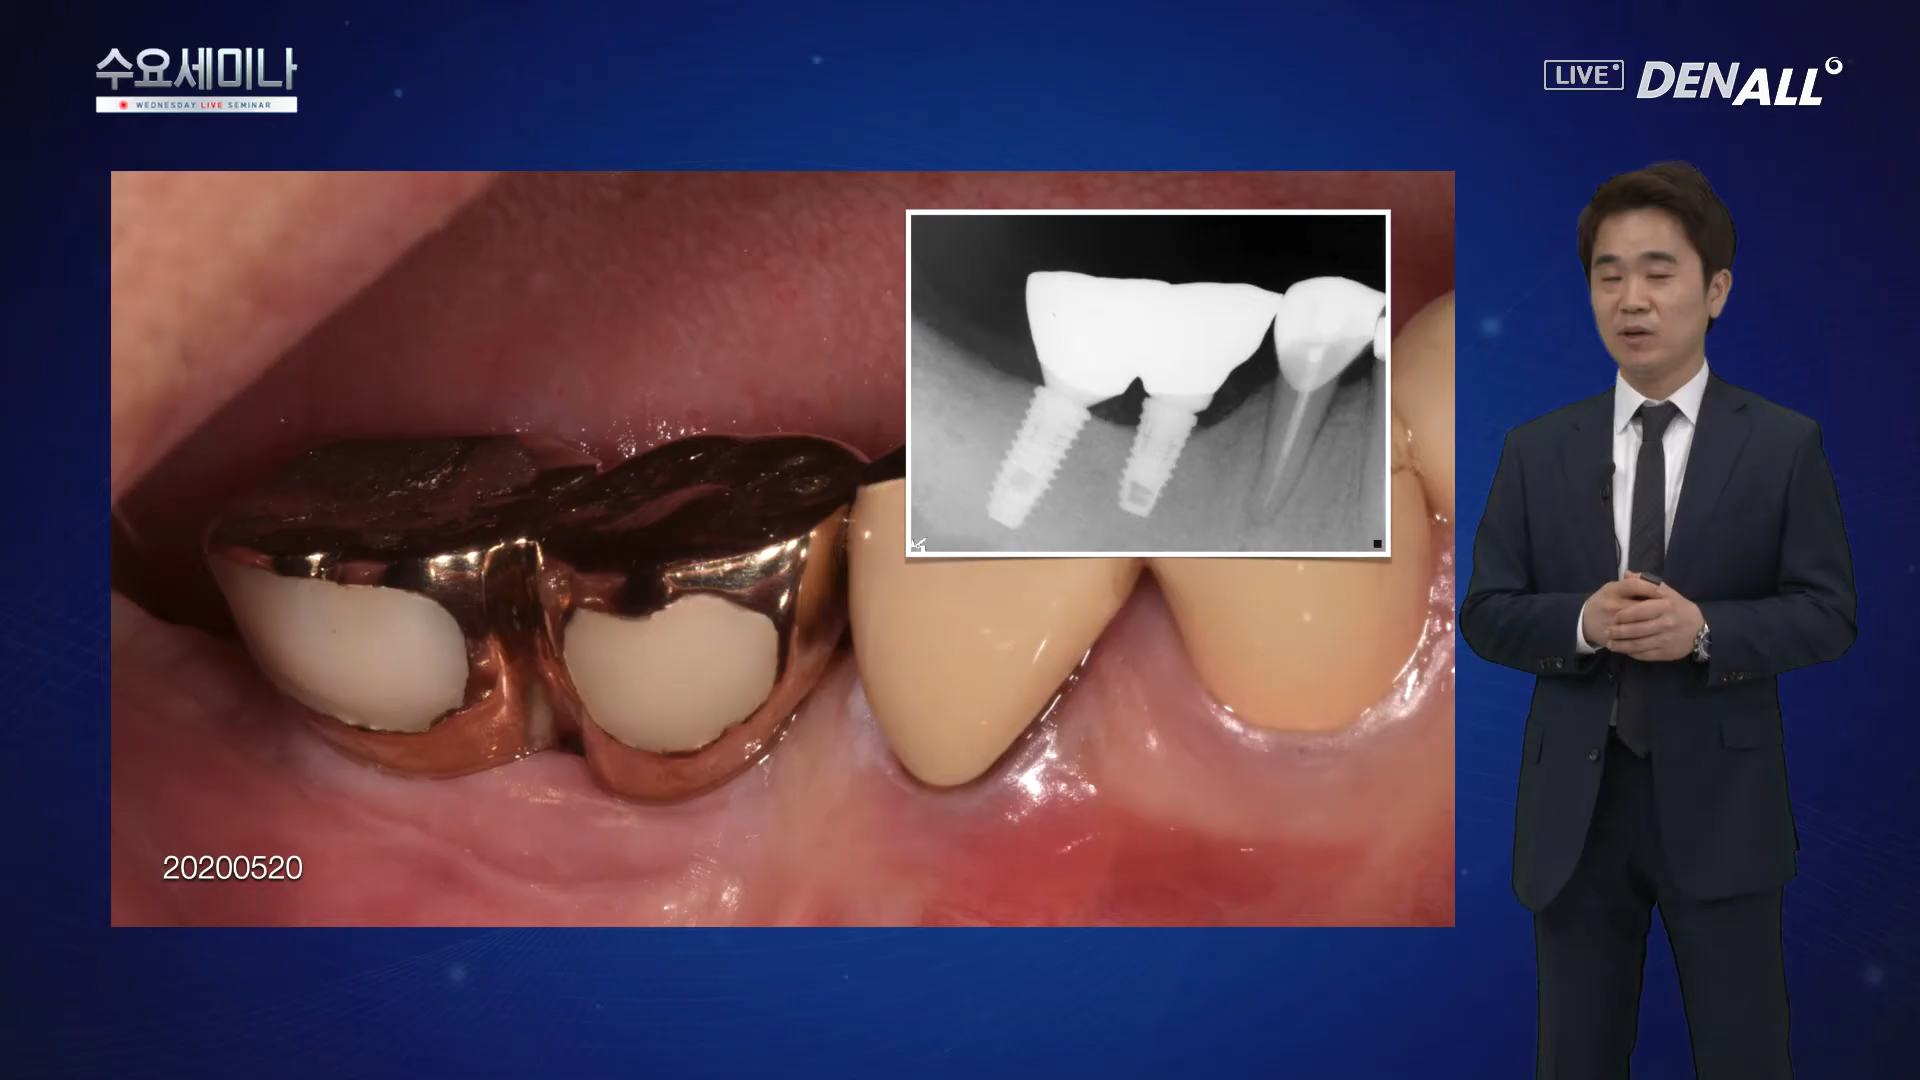 수요세미나
WEDNESDAY LIVE SEMINAR
LIVE
DENALL
20200520